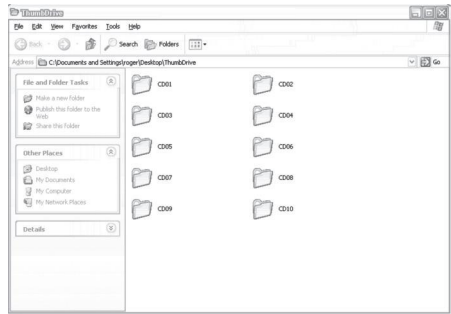 ThumbDrive
File Edit View Favorites Tools Help
Back Search Folders
Address C:\Documents and Settings\roger\Desktop\ThumbDrive Go
File and Folder Tasks
Make a new folder
Publish this folder to the
Web
Share this folder
Other Places
Desktop
My Documents
My Computer
My Network Places
Details
CD01 CD02
CD03 CD04
CD05 CD06
CD07 CD08
CD09 CD10